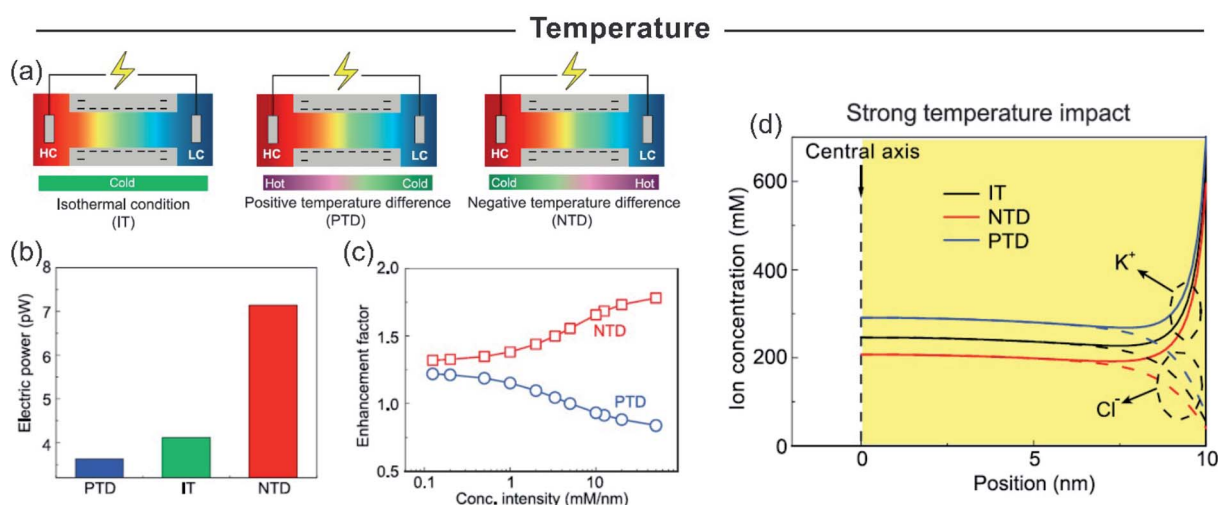 Temperature
(a)
HC
LC
Cold
Isothermal condition
(IT)
HC
LC
Hot
Cold
Positive temperature difference
(PTD)
HC
LC
Cold
Hot
Negative temperature difference
(NTD)
(b)
Electric power (pW)
8
7
6
5
4
PTD
IT
NTD
(c)
Enhancement factor
2.0
1.5
1.0
0.5
NTD
PTD
0.1
1
10
Conc. intensity (mM/nm)
(d)
Strong temperature impact
Central axis
IT
NTD
PTD
K⁺
Cl⁻
Ion concentration (mM)
600
400
200
0
-2
0
5
10
Position (nm)